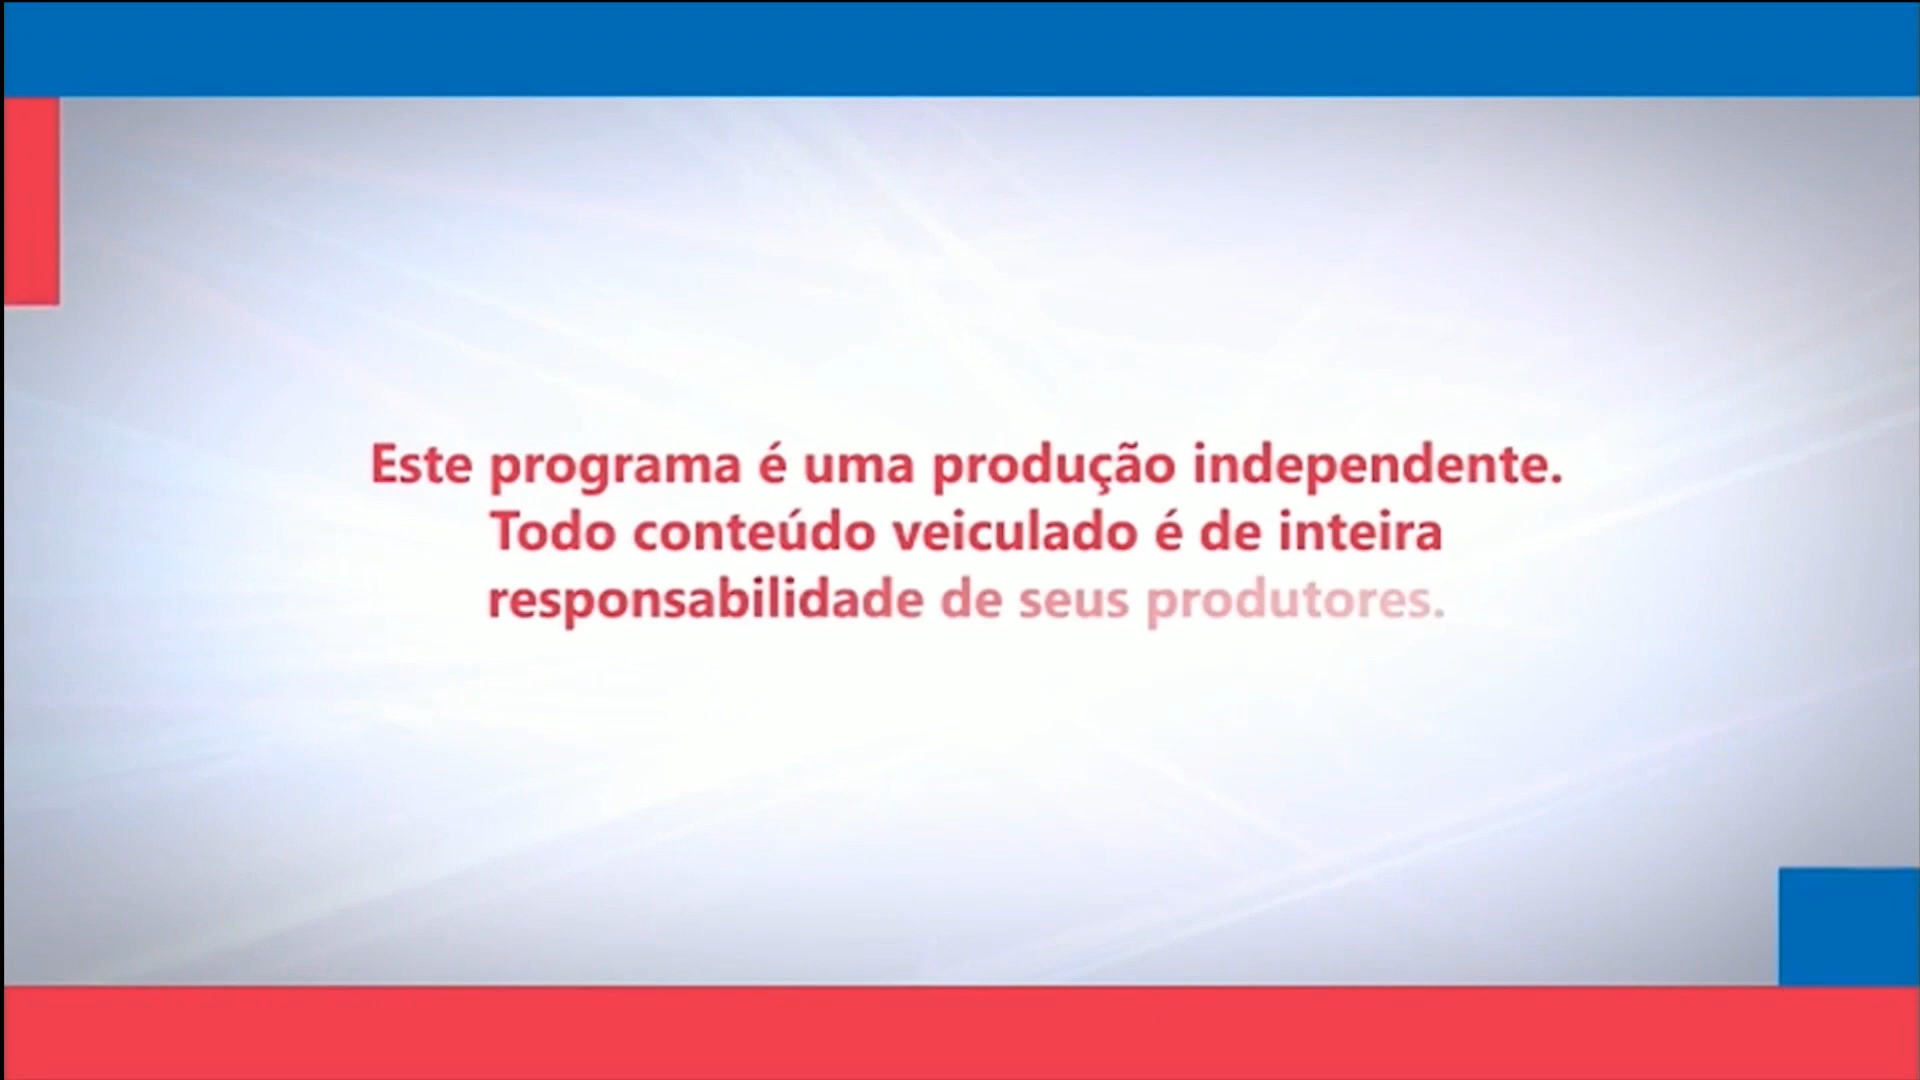 Este programa é uma produção independente.
Todo conteúdo veiculado é de inteira
responsabilidade de seus produtores.